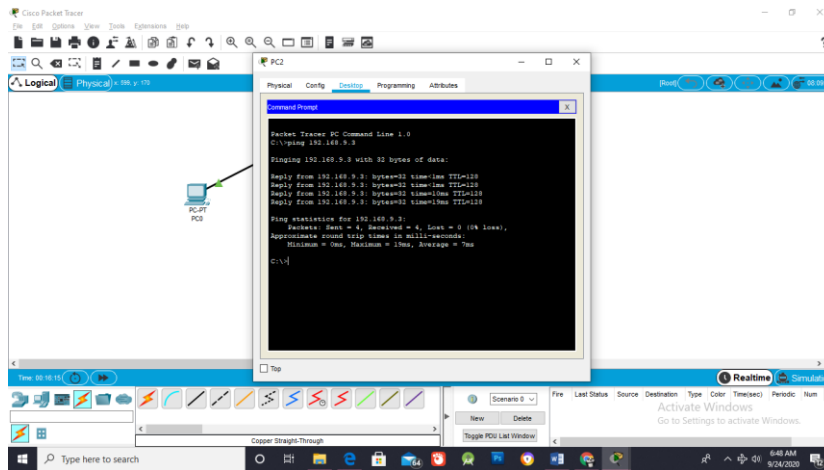 Cisco Packet Tracer
File Edit Options View Tools Extensions Help
Logical
Physical x: 599, y: 170
[Root]
08:09
PC-PT
PC0
PC2
Physical Config Desktop Programming Attributes
Command Prompt
X
Packet Tracer PC Command Line 1.0
C:\>ping 192.168.9.3
Pinging 192.168.9.3 with 32 bytes of data:
Reply from 192.168.9.3: bytes=32 time<1ms TTL=128
Reply from 192.168.9.3: bytes=32 time<1ms TTL=128
Reply from 192.168.9.3: bytes=32 time=10ms TTL=128
Reply from 192.168.9.3: bytes=32 time=19ms TTL=128
Ping statistics for 192.168.9.3:
Packets: Sent = 4, Received = 4, Lost = 0 (0% loss),
Approximate round trip times in milli-seconds:
Minimum = 0ms, Maximum = 19ms, Average = 7ms
C:\>
Top
Time: 00:16:15
Realtime
Simulati
Scenario 0
New Delete
Toggle PDU List Window
Fire Last Status Source Destination Type Color Time(sec) Periodic Num
Copper Straight-Through
Activate Windows
Go to Settings to activate Windows.
Type here to search
64
6:48 AM
9/24/2020